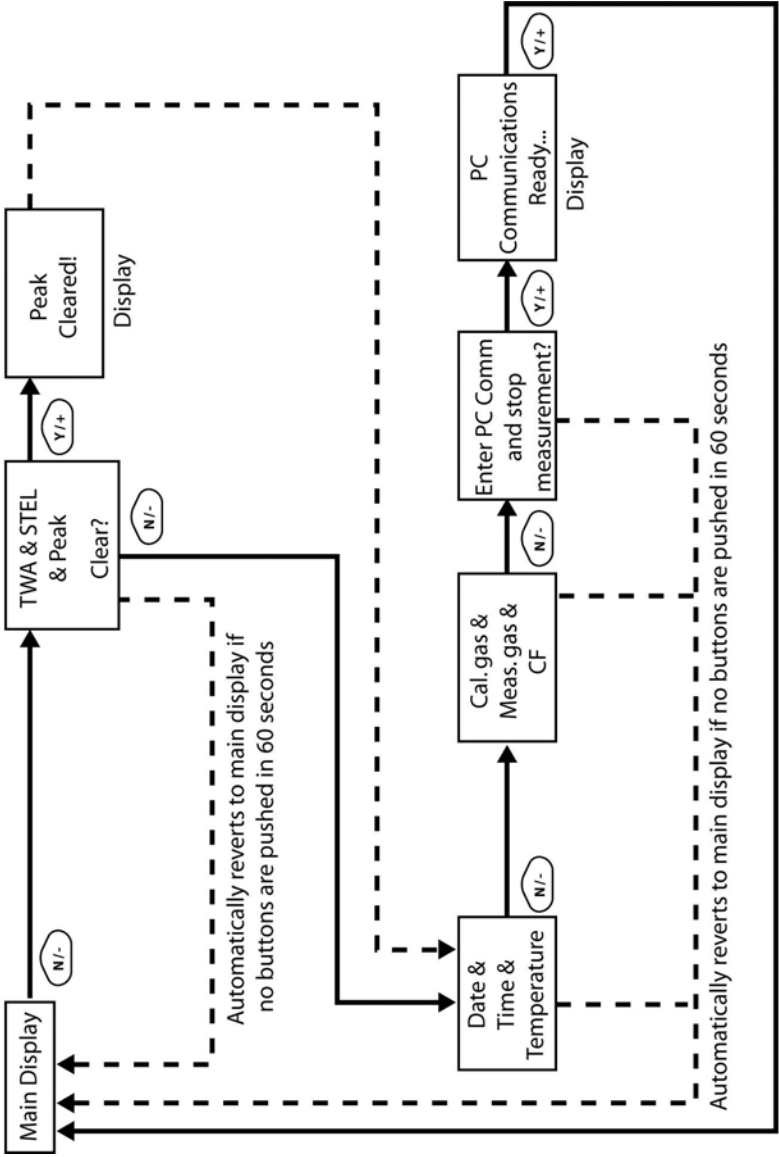 Main Display
N/-
TWA & STEL
& Peak
Clear?
Y/+
Peak
Cleared!
Display
N/-
Automatically reverts to main display if
no buttons are pushed in 60 seconds
Date &
Time &
Temperature
N/-
Cal. gas &
Meas. gas &
CF
N/-
Enter PC Comm
and stop
measurement?
Y/+
PC
Communications
Ready...
Display
Y/+
Automatically reverts to main display if no buttons are pushed in 60 seconds